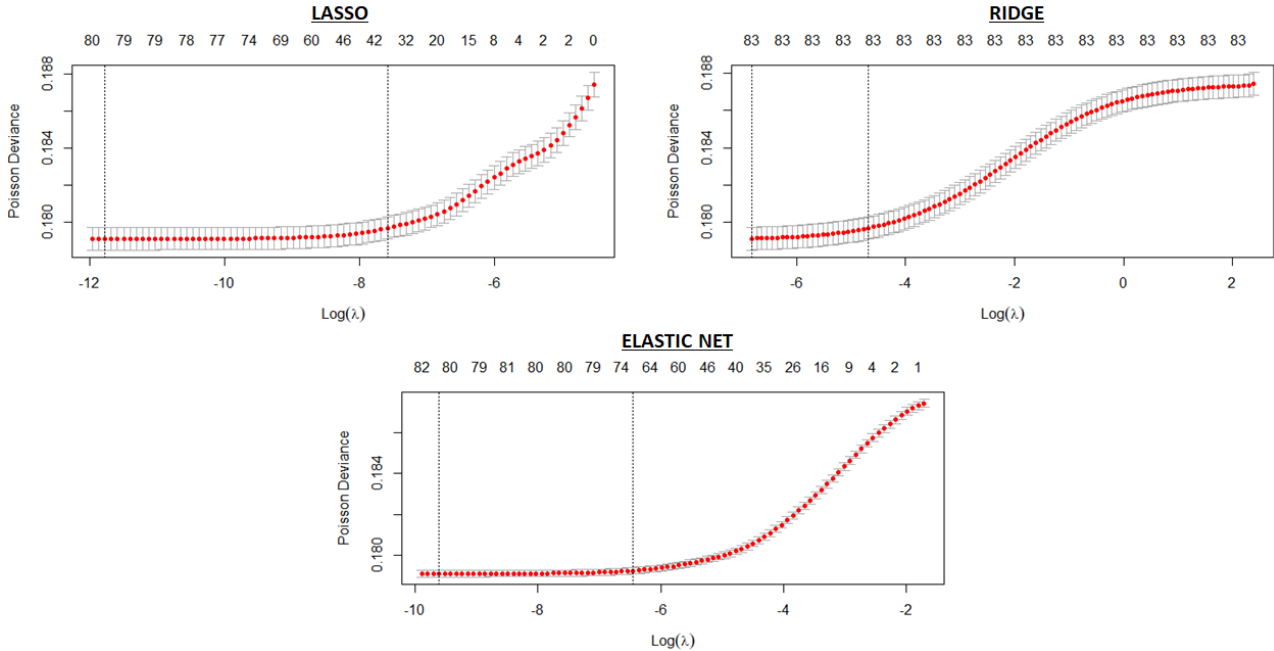 LASSO
80 79 79 78 77 74 69 60 46 42 32 20 15 8 4 2 2 0
0.188
0.184
0.180
Poisson Deviance
-12 -10 -8 -6
Log(λ)
RIDGE
83 83 83 83 83 83 83 83 83 83 83 83 83 83 83 83 83
0.188
0.184
0.180
Poisson Deviance
-6 -4 -2 0 2
Log(λ)
ELASTIC NET
82 80 79 81 80 80 79 74 64 60 46 40 35 26 16 9 4 2 1
0.184
0.180
Poisson Deviance
-10 -8 -6 -4 -2
Log(λ)